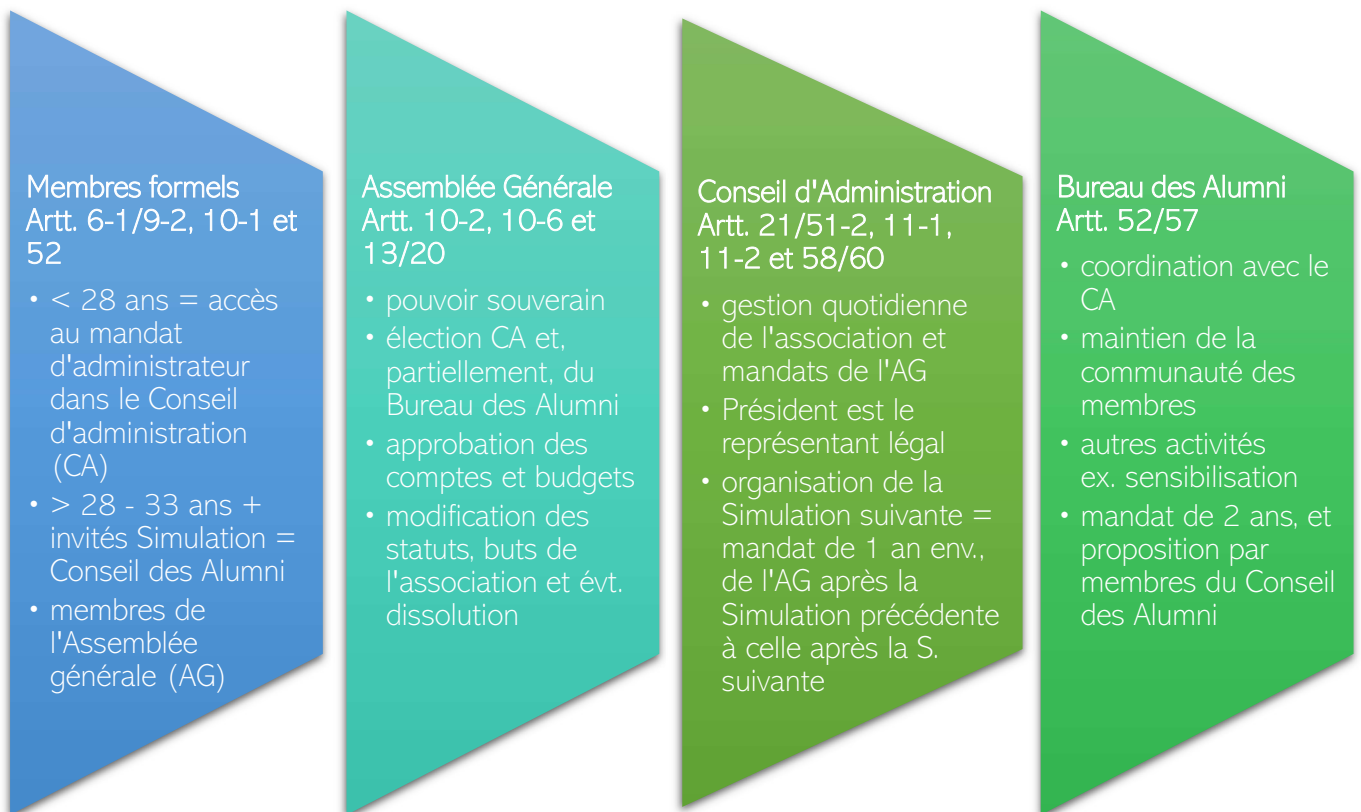 Membres formels
Artt. 6-1/9-2, 10-1 et
52
• < 28 ans = accès
au mandat
d'administrateur
dans le Conseil
d'administration
(CA)
• > 28 - 33 ans +
invités Simulation =
Conseil des Alumni
• membres de
l'Assemblée
générale (AG)
Assemblée Générale
Artt. 10-2, 10-6 et
13/20
• pouvoir souverain
• élection CA et,
partiellement, du
Bureau des Alumni
• approbation des
comptes et budgets
• modification des
statuts, buts de
l'association et évt.
dissolution
Conseil d'Administration
Artt. 21/51-2, 11-1,
11-2 et 58/60
• gestion quotidienne
de l'association et
mandats de l'AG
• Président est le
représentant légal
• organisation de la
Simulation suivante =
mandat de 1 an env.,
de l'AG après la
Simulation précédente
à celle après la S.
suivante
Bureau des Alumni
Artt. 52/57
• coordination avec le
CA
• maintien de la
communauté des
membres
• autres activités
ex. sensibilisation
• mandat de 2 ans, et
proposition par
membres du Conseil
des Alumni